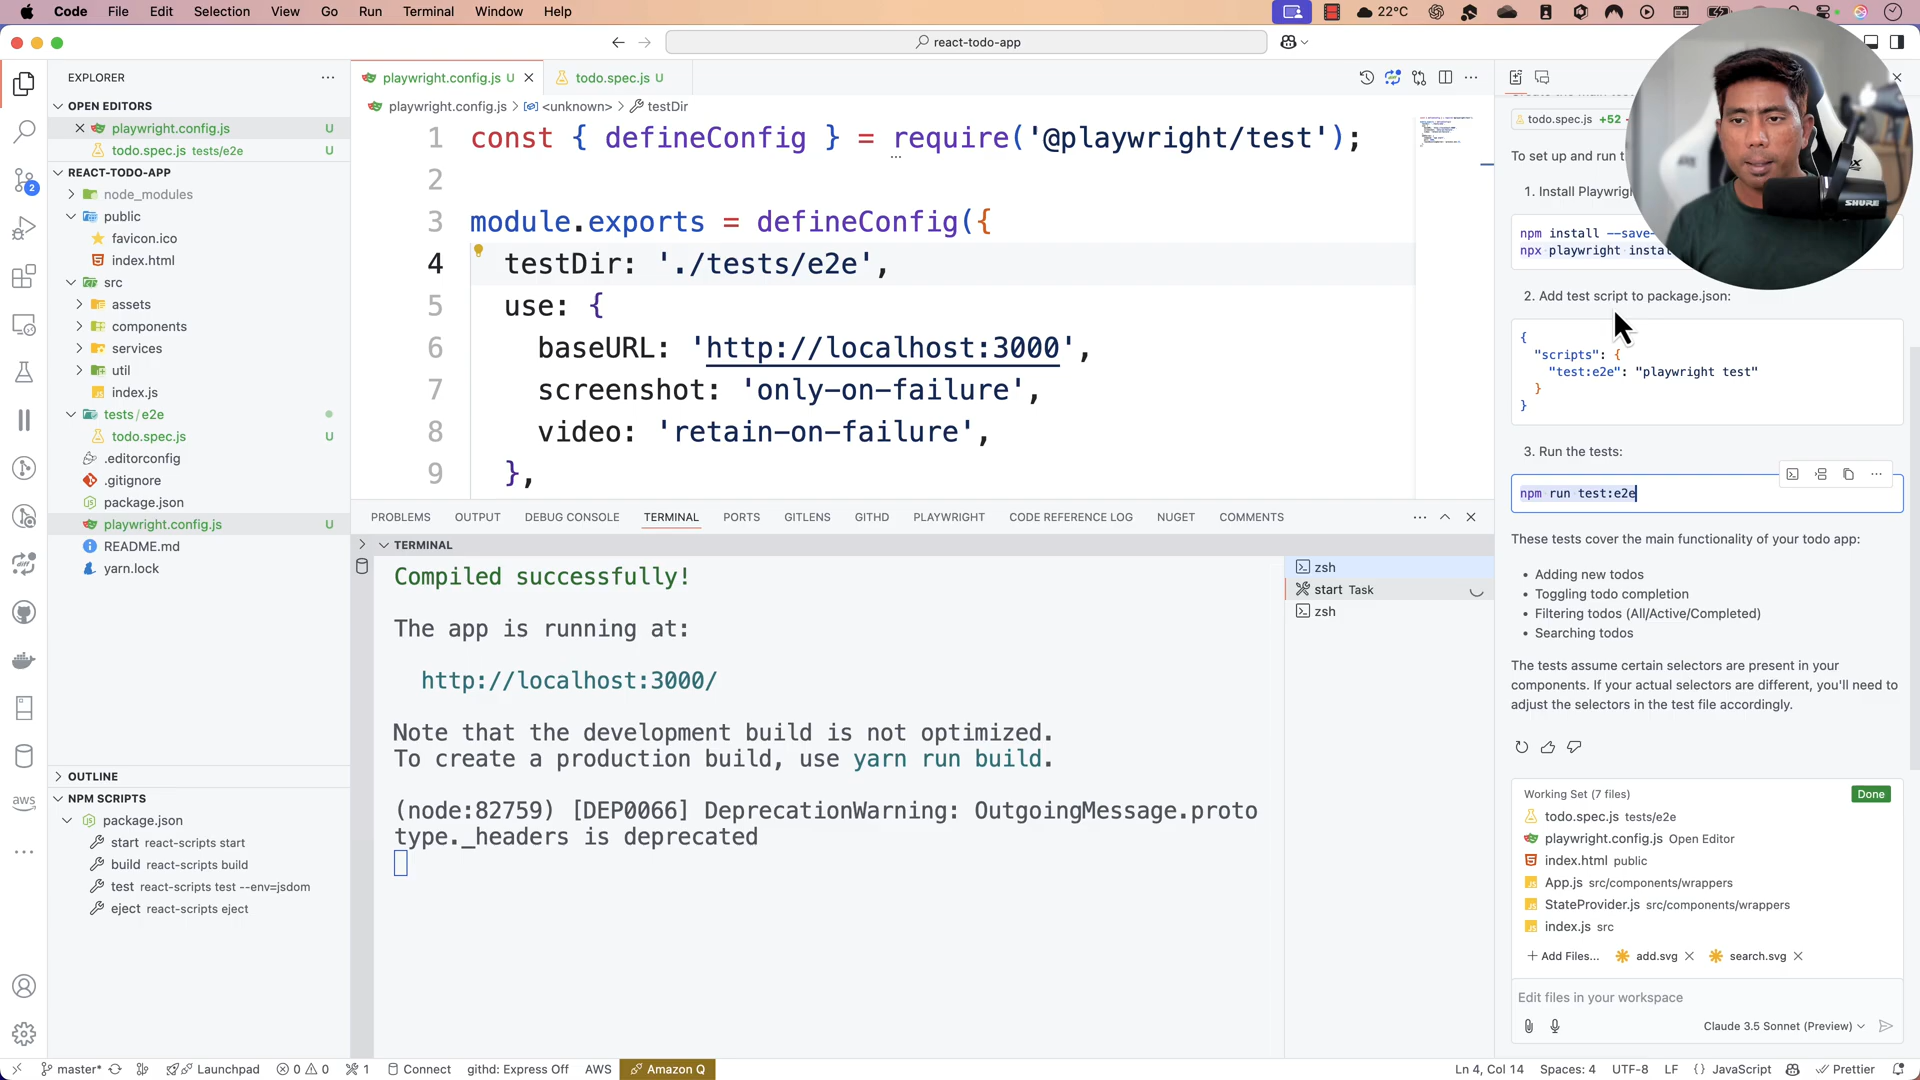 Code File Edit Selection View Go Run Terminal Window Help
22°C
react-todo-app
EXPLORER
OPEN EDITORS
playwright.config.js U
todo.spec.js tests/e2e U
REACT-TODO-APP
node_modules
public
favicon.ico
index.html
src
assets
components
services
util
index.js
tests / e2e
todo.spec.js U
.editorconfig
.gitignore
package.json
playwright.config.js U
README.md
yarn.lock
OUTLINE
NPM SCRIPTS
package.json
start react-scripts start
build react-scripts build
test react-scripts test --env=jsdom
eject react-scripts eject
2
aws
playwright.config.js U
todo.spec.js U
playwright.config.js > <unknown> > testDir
1 const { defineConfig } = require('@playwright/test');
2
3 module.exports = defineConfig({
4 testDir: './tests/e2e',
5 use: {
6 baseURL: 'http://localhost:3000',
7 screenshot: 'only-on-failure',
8 video: 'retain-on-failure',
9 },
PROBLEMS OUTPUT DEBUG CONSOLE TERMINAL PORTS GITLENS GITHD PLAYWRIGHT CODE REFERENCE LOG NUGET COMMENTS
TERMINAL
Compiled successfully!
The app is running at:
http://localhost:3000/
Note that the development build is not optimized.
To create a production build, use yarn run build.
(node:82759) [DEP0066] DeprecationWarning: OutgoingMessage.proto
type._headers is deprecated
zsh
start Task
zsh
todo.spec.js +52
To set up and run t
1. Install Playwrig
npm install --save-
npx playwright instal
2. Add test script to package.json:
{
"scripts": {
"test:e2e": "playwright test"
}
}
3. Run the tests:
npm run test:e2e
These tests cover the main functionality of your todo app:
• Adding new todos
• Toggling todo completion
• Filtering todos (All/Active/Completed)
• Searching todos
The tests assume certain selectors are present in your
components. If your actual selectors are different, you'll need to
adjust the selectors in the test file accordingly.
Working Set (7 files) Done
todo.spec.js tests/e2e
playwright.config.js Open Editor
index.html public
App.js src/components/wrappers
StateProvider.js src/components/wrappers
index.js src
Add Files... add.svg search.svg
Edit files in your workspace
Claude 3.5 Sonnet (Preview)
SHURE
master* Launchpad 0 0 1 Connect githd: Express Off AWS Amazon Q Ln 4, Col 14 Spaces: 4 UTF-8 LF {} JavaScript Prettier